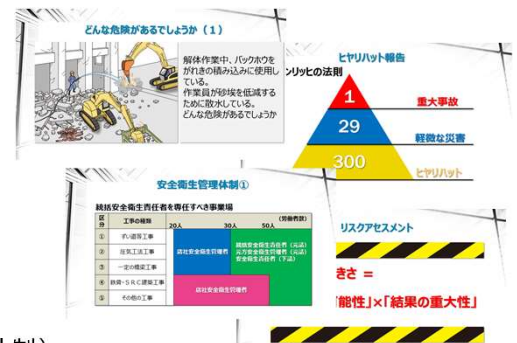 どんな危険があるでしょうか（1）
解体作業中、バックホウを
がれきの積み込みに使用し
ている。
作業員が砂埃を低減する
ために散水している。
どんな危険があるでしょうか
ヒヤリハット報告
ンリッヒの法則
1
重大事故
29
軽微な災害
300
ヒヤリハット
安全衛生管理体制①
統括安全衛生責任者を専任すべき事業場
区分
工事の種類
（労働者数）
20人
30人
50人
①
ずい道等工事
②
圧気工法工事
③
一定の橋梁工事
④
鉄骨・SRC建築工事
⑤
その他の工事
店社安全衛生管理者
統括安全衛生責任者（元請）
元方安全衛生管理者（元請）
安全衛生責任者（下請）
店社安全衛生管理者
リスクアセスメント
きさ ＝
能性」×「結果の重大性」